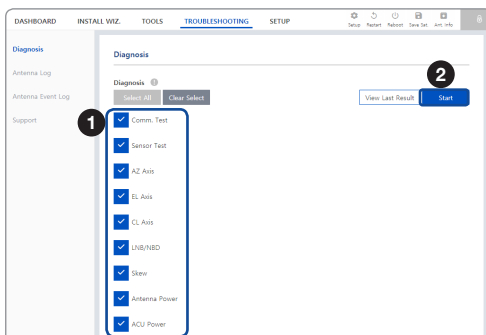 DASHBOARD INSTALL WIZ. TOOLS TROUBLESHOOTING SETUP
Setup Restart Reboot Save Set Ant. Info
Diagnosis
Antenna Log
Antenna Event Log
Support
Diagnosis
Diagnosis
Select All Clear Select
View Last Result Start
2
1
Comm. Test
Sensor Test
AZ Axis
EL Axis
CL Axis
LNB/NBD
Skew
Antenna Power
ACU Power